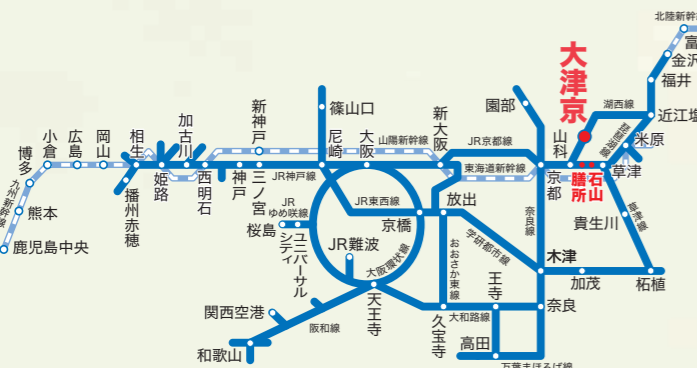 北陸新幹
富
金沢
福井
近江塩
大津京
湖西線
琵琶湖線
米原
草津
山科
京都
膳所
石山
草津線
貴生川
柘植
加茂
木津
奈良線
奈良
園部
JR京都線
東海道新幹線
新大阪
山陽新幹線
大阪
尼崎
篠山口
新神戸
三ノ宮
神戸
JR神戸線
西明石
加古川
姫路
相生
播州赤穂
岡山
広島
小倉
博多
九州新幹線
熊本
鹿児島中央
JR東西線
京橋
放出
学研都市線
おおさか東線
JR
ゆめ咲線
桜島
ユニバーサル
シティ
JR難波
大阪環状線
天王寺
関西空港
阪和線
和歌山
久宝寺
大和路線
王寺
高田
万葉まほろば線